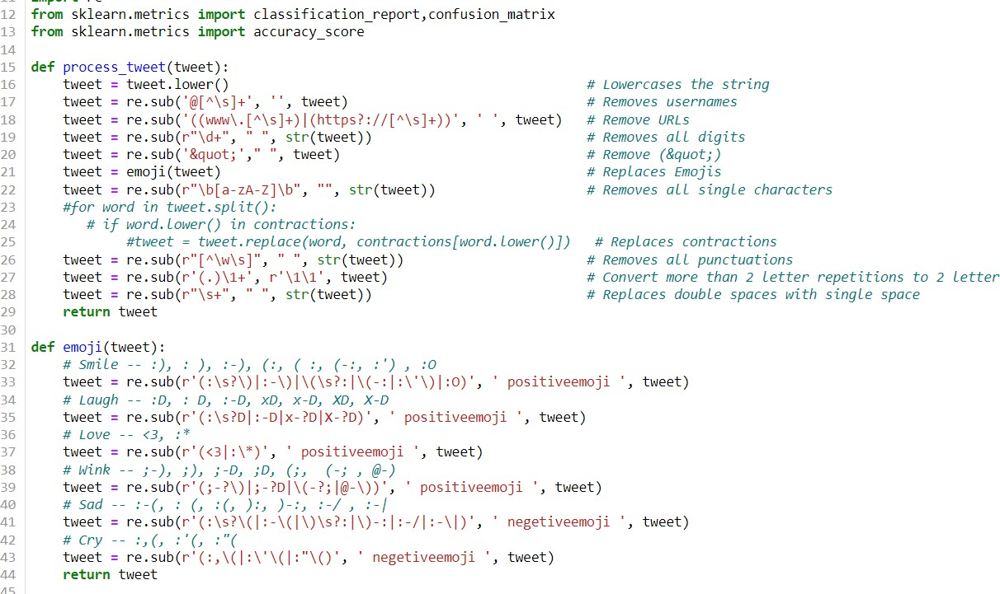 12 from sklearn.metrics import classification_report,confusion_matrix
13 from sklearn.metrics import accuracy_score
14
15 def process_tweet(tweet):
16     tweet = tweet.lower()                                             # Lowercases the string
17     tweet = re.sub('@[^\s]+', '', tweet)                              # Removes usernames
18     tweet = re.sub('((www\.[^\s]+)|(https?://[^\s]+))', ' ', tweet)   # Remove URLs
19     tweet = re.sub(r"\d+", " ", str(tweet))                           # Removes all digits
20     tweet = re.sub('&quot;'," ", tweet)                               # Remove (&quot;)
21     tweet = emoji(tweet)                                              # Replaces Emojis
22     tweet = re.sub(r"\b[a-zA-Z]\b", "", str(tweet))                   # Removes all single characters
23     #for word in tweet.split():
24        # if word.lower() in contractions:
25             #tweet = tweet.replace(word, contractions[word.lower()])   # Replaces contractions
26     tweet = re.sub(r"[^\w\s]", " ", str(tweet))                       # Removes all punctuations
27     tweet = re.sub(r'(.)\1+', r'\1\1', tweet)                         # Convert more than 2 letter repetitions to 2 letter
28     tweet = re.sub(r"\s+", " ", str(tweet))                           # Replaces double spaces with single space
29     return tweet
30
31 def emoji(tweet):
32     # Smile -- :), : ), :-), (:, ( :, (-:, :') , :O
33     tweet = re.sub(r'(:\s?\)|:-\)|\(\s?:|\(-:|:\'\)|:O)', ' positiveemoji ', tweet)
34     # Laugh -- :D, : D, :-D, xD, x-D, XD, X-D
35     tweet = re.sub(r'(:\s?D|:-D|x-?D|X-?D)', ' positiveemoji ', tweet)
36     # Love -- <3, :*
37     tweet = re.sub(r'(<3|:\*)', ' positiveemoji ', tweet)
38     # Wink -- ;-), ;), ;-D, ;D, (;,  (-; , @-)
39     tweet = re.sub(r'(;-?\)|;-?D|\(-?;|@-\))', ' positiveemoji ', tweet)
40     # Sad -- :-(, : (, :(, ):, )-:, :-/ , :-|
41     tweet = re.sub(r'(:\s?\(|:-\(|\)\s?:|\)-:|:-/|:-\|)', ' negetiveemoji ', tweet)
42     # Cry -- :,(, :'(, :"(
43     tweet = re.sub(r'(:,\(|:\'\(|:"\()', ' negetiveemoji ', tweet)
44     return tweet